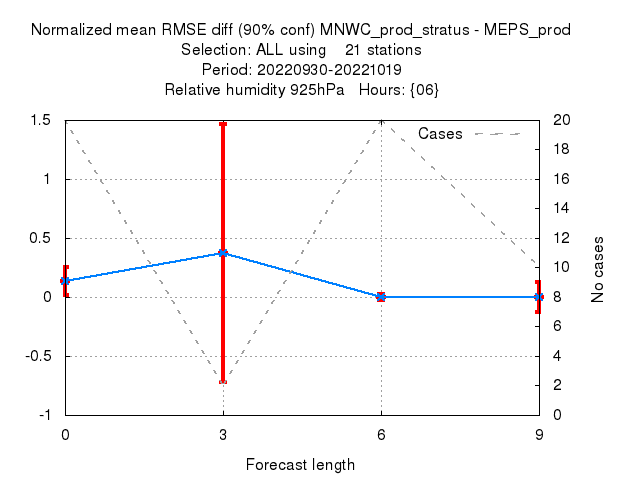 Normalized mean RMSE diff (90% conf) MNWC_prod_stratus - MEPS_prod
Selection: ALL using 21 stations
Period: 20220930-20221019
Relative humidity 925hPa Hours: {06}
1.5
1
0.5
0
-0.5
-1
20
18
16
14
12
10
8
6
4
2
0
Cases
No cases
0 3 6 9
Forecast length